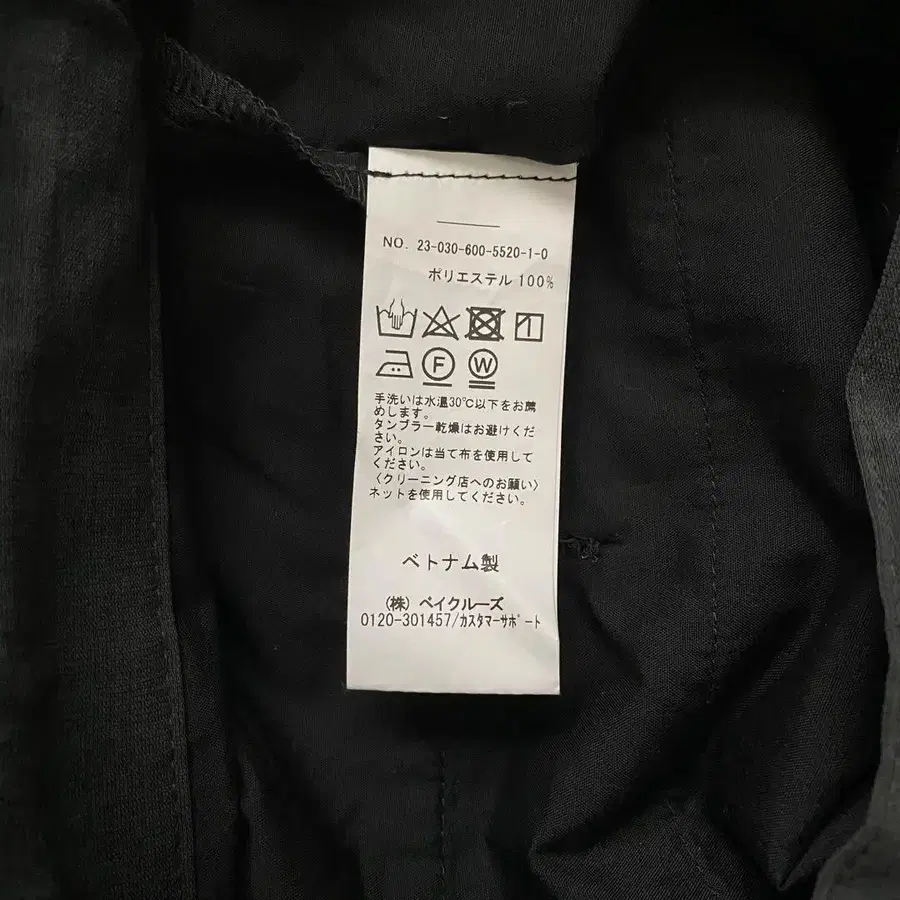 NO. 23-030-600-5520-1-0
ポリエステル 100%
F W
手洗いは水温30℃以下をお薦
めします。
タンブラー乾燥はお避けくだ
さい。
アイロンは当て布を使用して
ください。
〈クリーニング店へのお願い〉
ネットを使用してください。
ベトナム製
(株) ベイクルーズ
0120-301457/カスタマーサポート